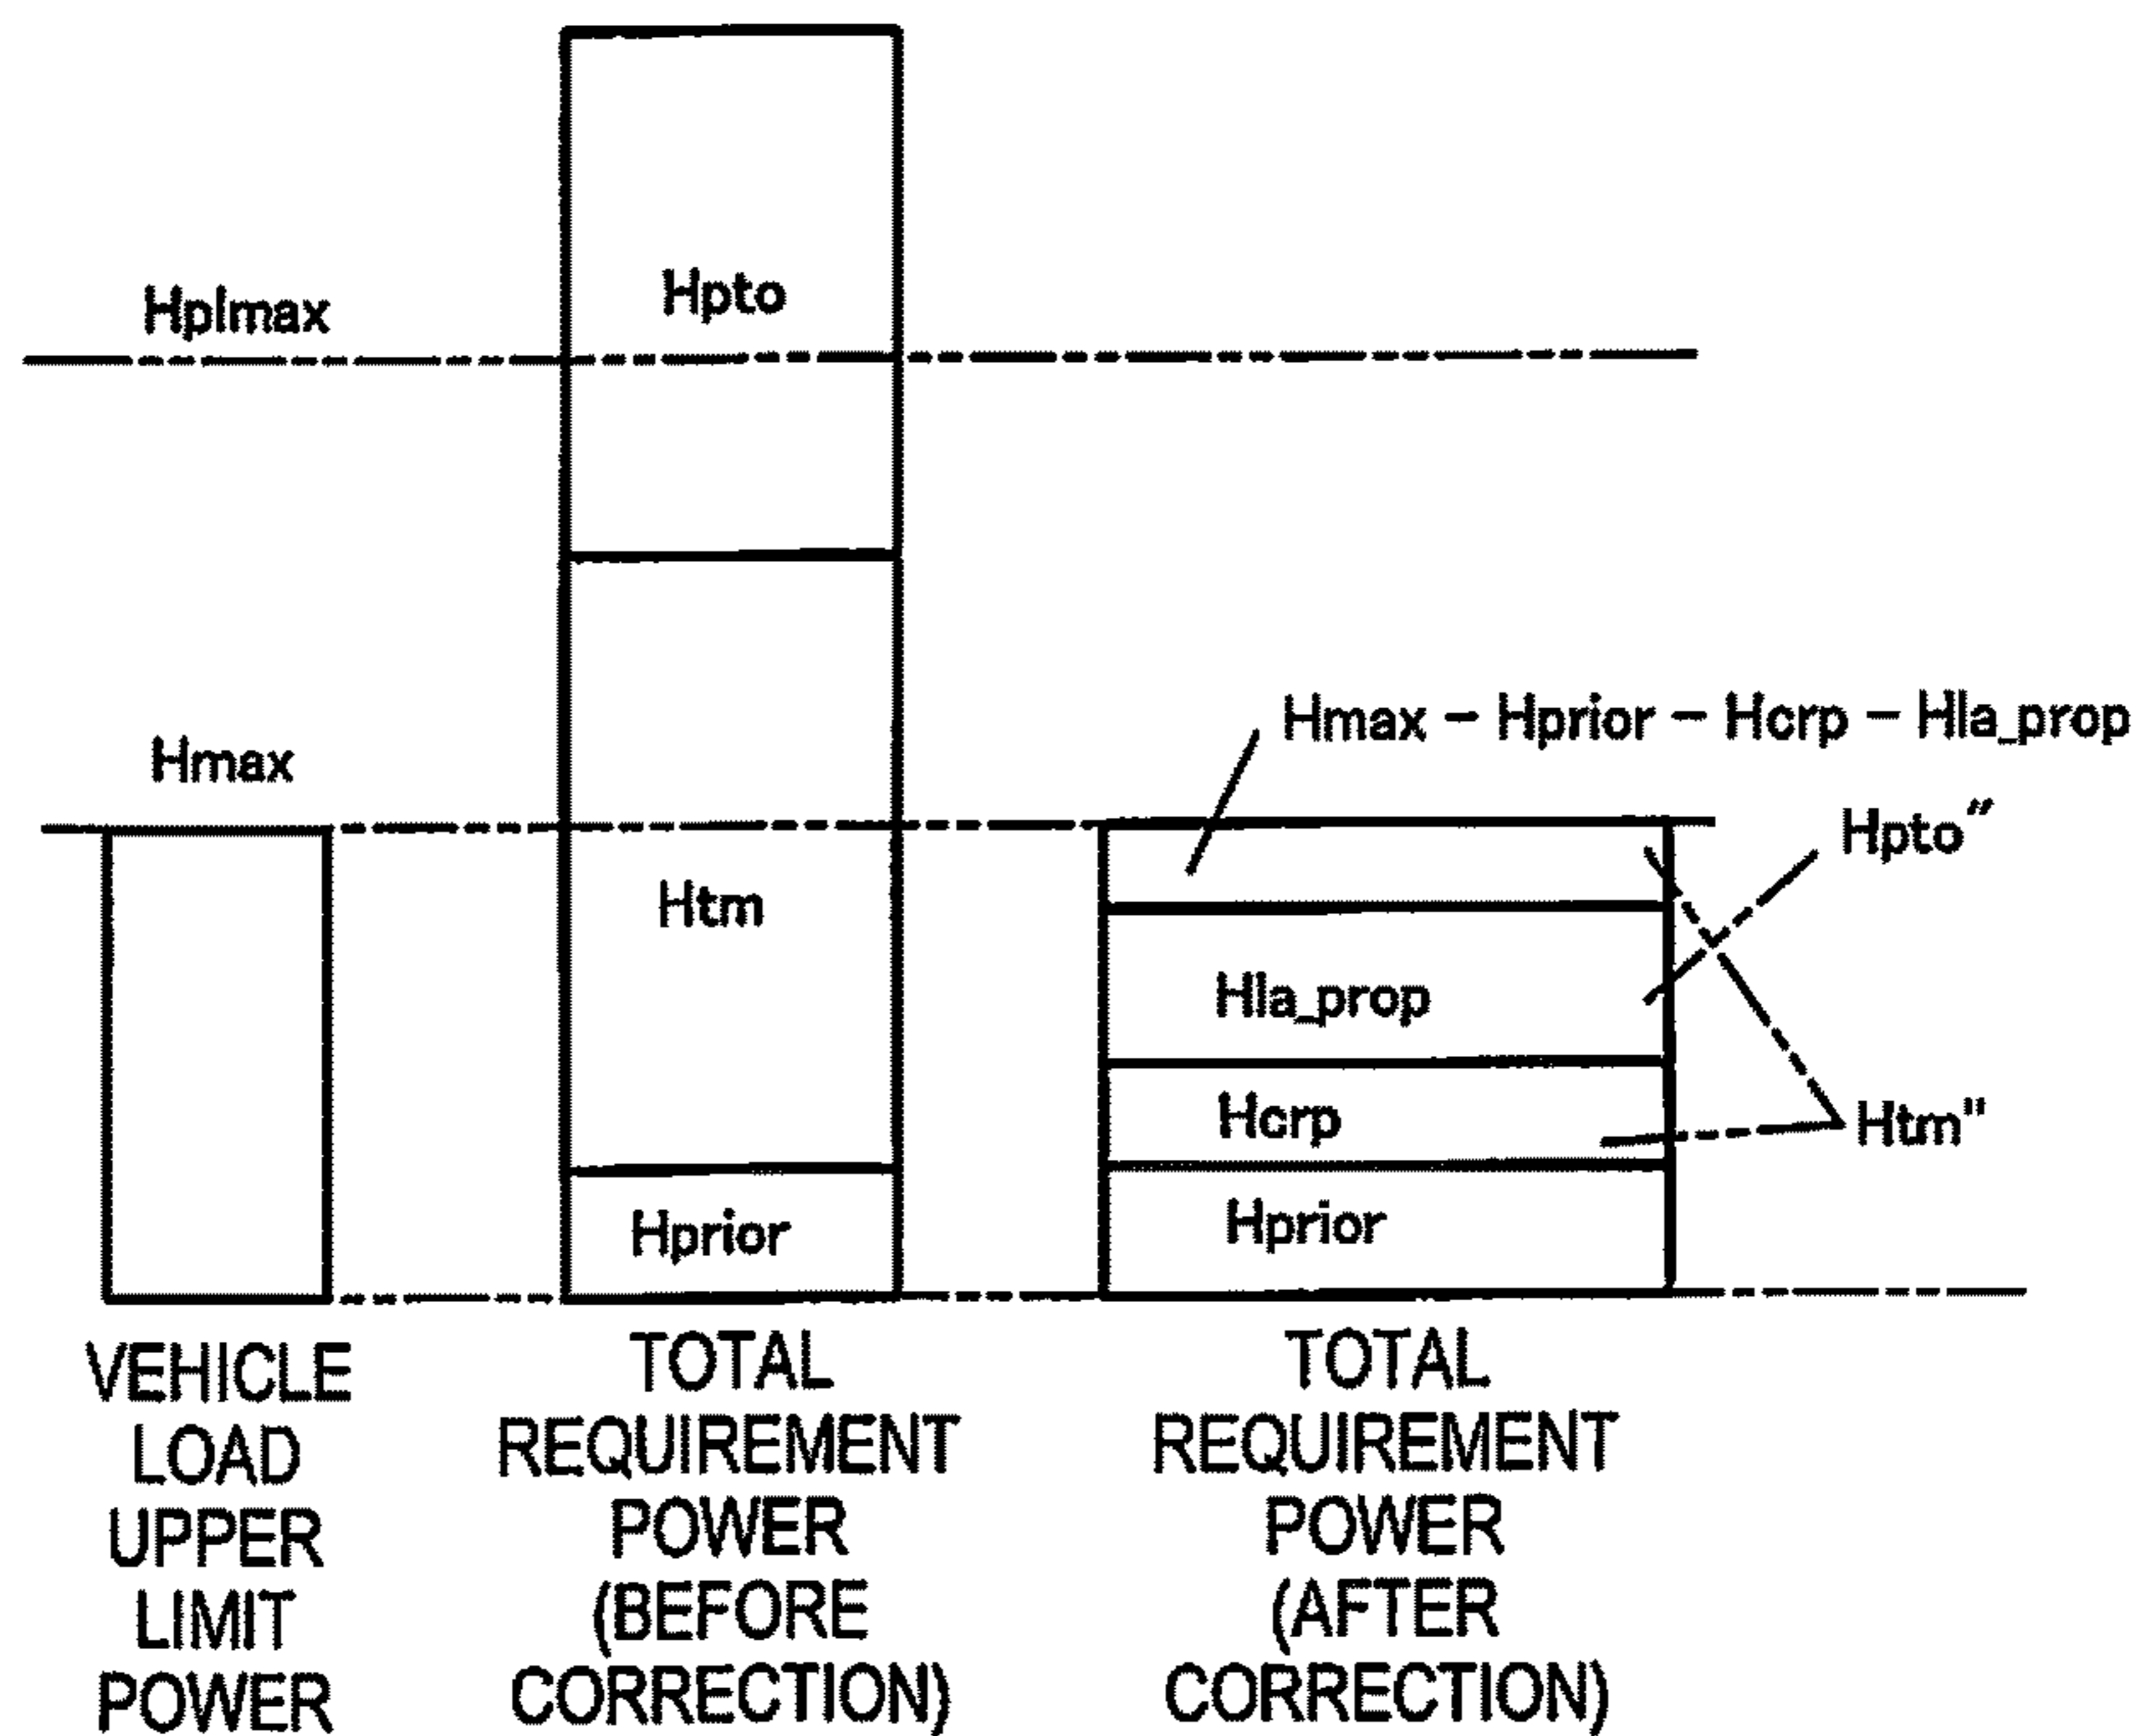 Hplmax
Hpto
Hmax
Htm
Hprior
Hmax - Hprior - Hcrp - Hla_prop
Hpto"
Hla_prop
Hcrp
Htm"
Hprior
VEHICLE
LOAD
UPPER
LIMIT
POWER
TOTAL
REQUIREMENT
POWER
(BEFORE
CORRECTION)
TOTAL
REQUIREMENT
POWER
(AFTER
CORRECTION)